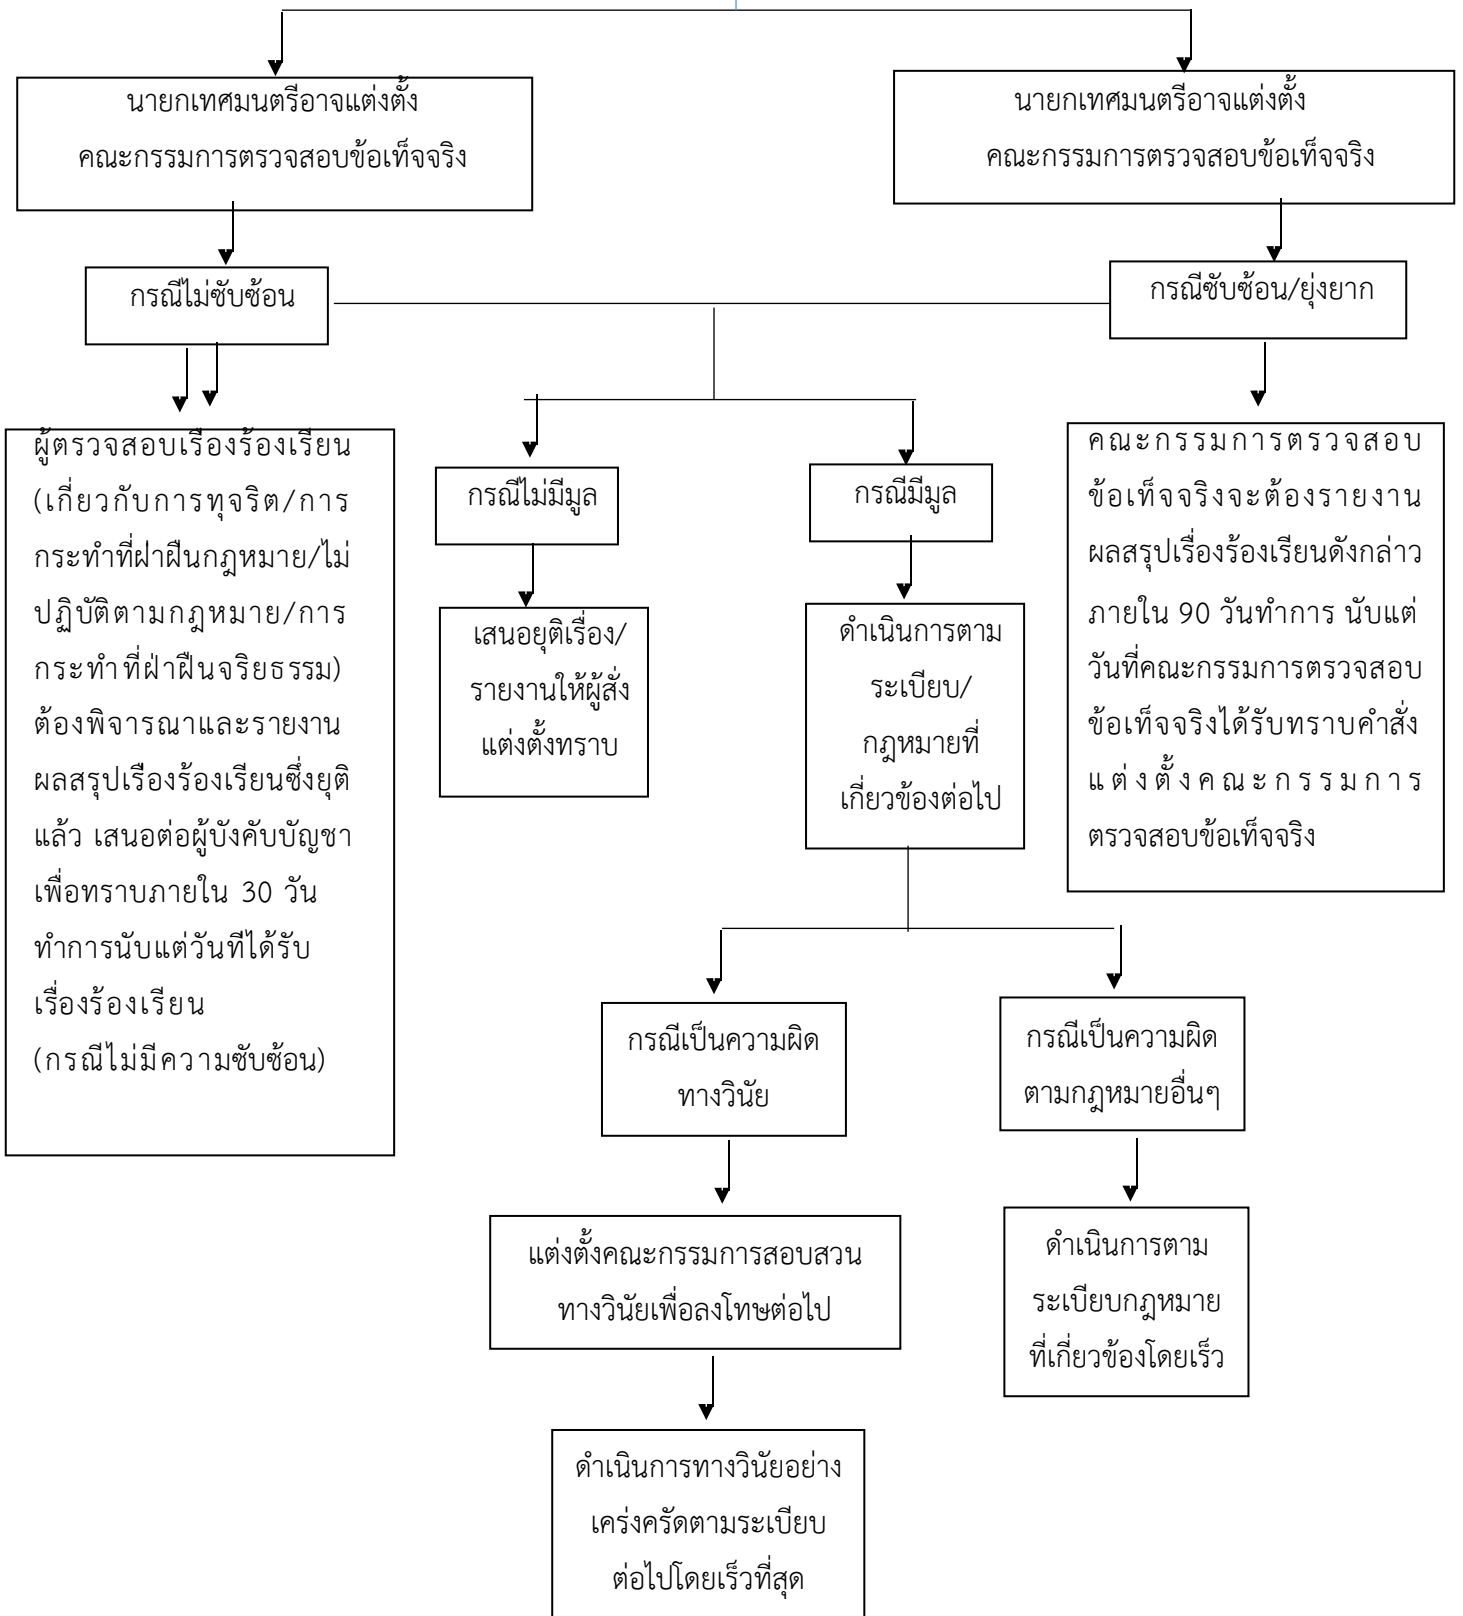 นายกเทศมนตรีอาจแต่งตั้ง
คณะกรรมการตรวจสอบข้อเท็จจริง
นายกเทศมนตรีอาจแต่งตั้ง
คณะกรรมการตรวจสอบข้อเท็จจริง
กรณีไม่ซับซ้อน
กรณีซับซ้อน/ยุ่งยาก
ผู้ตรวจสอบเรื่องร้องเรียน
(เกี่ยวกับการทุจริต/การ
กระทำที่ฝ่าฝืนกฎหมาย/ไม่
ปฏิบัติตามกฎหมาย/การ
กระทำที่ฝ่าฝืนจริยธรรม)
ต้องพิจารณาและรายงาน
ผลสรุปเรื่องร้องเรียนซึ่งยุติ
แล้ว เสนอต่อผู้บังคับบัญชา
เพื่อทราบภายใน 30 วัน
ทำการนับแต่วันที่ได้รับ
เรื่องร้องเรียน
(กรณีไม่มีความซับซ้อน)
กรณีไม่มีมูล
เสนอยุติเรื่อง/
รายงานให้ผู้สั่ง
แต่งตั้งทราบ
กรณีมีมูล
ดำเนินการตาม
ระเบียบ/
กฎหมายที่
เกี่ยวข้องต่อไป
คณะกรรมการตรวจสอบ
ข้อเท็จจริงจะต้องรายงาน
ผลสรุปเรื่องร้องเรียนดังกล่าว
ภายใน 90 วันทำการ นับแต่
วันที่คณะกรรมการตรวจสอบ
ข้อเท็จจริงได้รับทราบคำสั่ง
แต่งตั้งคณะกรรมการ
ตรวจสอบข้อเท็จจริง
กรณีเป็นความผิด
ทางวินัย
กรณีเป็นความผิด
ตามกฎหมายอื่นๆ
แต่งตั้งคณะกรรมการสอบสวน
ทางวินัยเพื่อลงโทษต่อไป
ดำเนินการตาม
ระเบียบกฎหมาย
ที่เกี่ยวข้องโดยเร็ว
ดำเนินการทางวินัยอย่าง
เคร่งครัดตามระเบียบ
ต่อไปโดยเร็วที่สุด